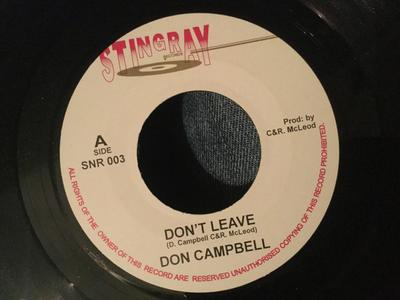 STINGRAY
RECORDS
A
SIDE
SNR 003
Prod: by
C&R. McLeod
DON'T LEAVE
(D. Campbell C&R. McLeod)
DON CAMPBELL
ALL RIGHTS OF THE OWNER OF THIS RECORD ARE RESERVED UNAUTHORISED COPYING OF THIS RECORD PROHIBITED.